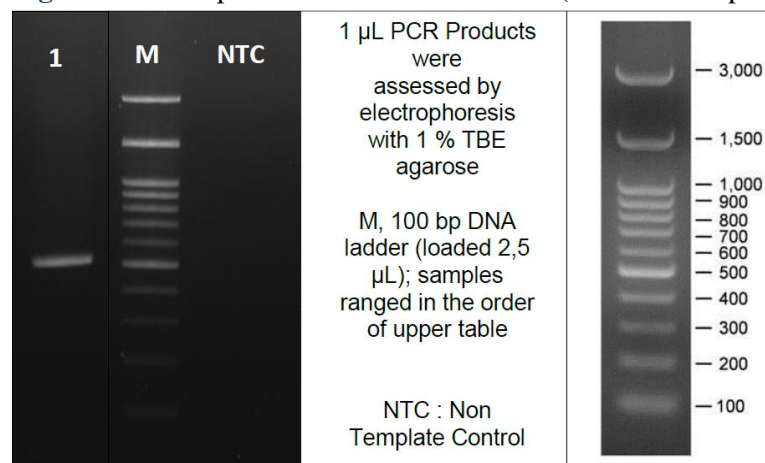 1 M NTC
1 µL PCR Products
were
assessed by
electrophoresis
with 1 % TBE
agarose
M, 100 bp DNA
ladder (loaded 2,5
µL); samples
ranged in the order
of upper table
NTC : Non
Template Control
3,000
1,500
1,000
900
800
700
600
500
400
300
200
100